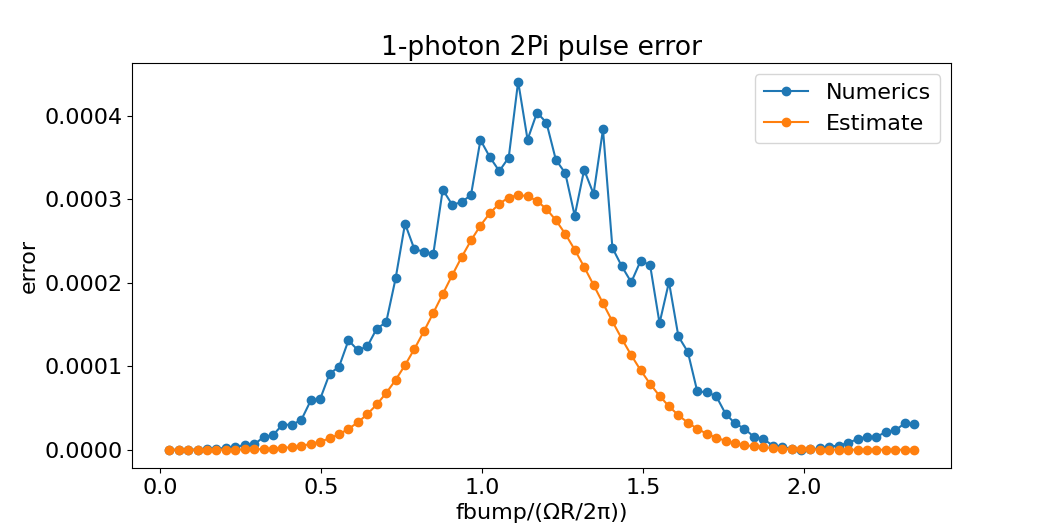 1-photon 2Pi pulse error
Numerics
Estimate
0.0004
0.0003
0.0002
0.0001
0.0000
error
0.0 0.5 1.0 1.5 2.0
fbump/(ΩR/2π))